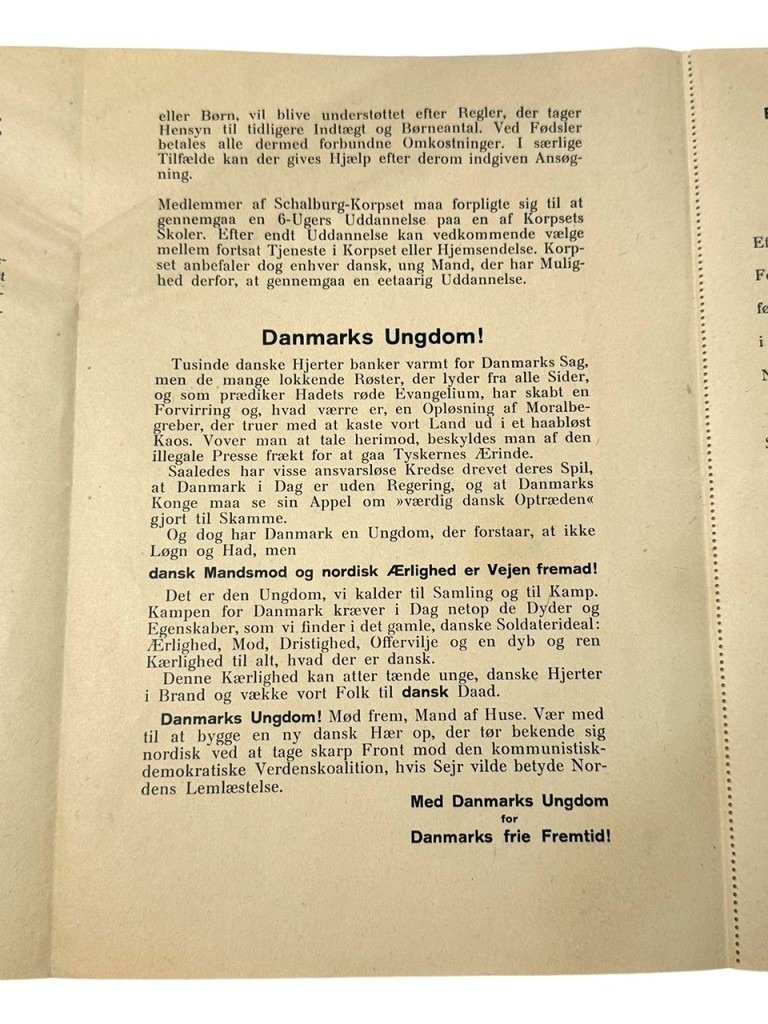 eller Børn, vil blive understøttet efter Regler, der tager
Hensyn til tidligere Indtægt og Børneantal. Ved Fødsler
betales alle dermed forbundne Omkostninger. I særlige
Tilfælde kan der gives Hjælp efter derom indgiven Ansøg-
ning.
Medlemmer af Schalburg-Korpset maa forpligte sig til at
gennemgaa en 6-Ugers Uddannelse paa en af Korpsets
Skoler. Efter endt Uddannelse kan vedkommende vælge
mellem fortsat Tjeneste i Korpset eller Hjemsendelse. Korp-
set anbefaler dog enhver dansk, ung Mand, der har Mulig-
hed derfor, at gennemgaa en eetaarig Uddannelse.
Danmarks Ungdom!
Tusinde danske Hjerter banker varmt for Danmarks Sag,
men de mange lokkende Røster, der lyder fra alle Sider,
og som prædiker Hadets røde Evangelium, har skabt en
Forvirring og, hvad værre er, en Opløsning af Moralbe-
greber, der truer med at kaste vort Land ud i et haabløst
Kaos. Vover man at tale herimod, beskyldes man af den
illegale Presse frækt for at gaa Tyskernes Ærinde.
Saaledes har visse ansvarsløse Kredse drevet deres Spil,
at Danmark i Dag er uden Regering, og at Danmarks
Konge maa se sin Appel om »værdig dansk Optræden«
gjort til Skamme.
Og dog har Danmark en Ungdom, der forstaar, at ikke
Løgn og Had, men
dansk Mandsmod og nordisk Ærlighed er Vejen fremad!
Det er den Ungdom, vi kalder til Samling og til Kamp.
Kampen for Danmark kræver i Dag netop de Dyder og
Egenskaber, som vi finder i det gamle, danske Soldaterideal:
Ærlighed, Mod, Dristighed, Offervilje og en dyb og ren
Kærlighed til alt, hvad der er dansk.
Denne Kærlighed kan atter tænde unge, danske Hjerter
i Brand og vække vort Folk til dansk Daad.
Danmarks Ungdom! Mød frem, Mand af Huse. Vær med
til at bygge en ny dansk Hær op, der tør bekende sig
nordisk ved at tage skarp Front mod den kommunistisk-
demokratiske Verdenskoalition, hvis Sejr vilde betyde Nor-
dens Lemlæstelse.
Med Danmarks Ungdom
for
Danmarks frie Fremtid!